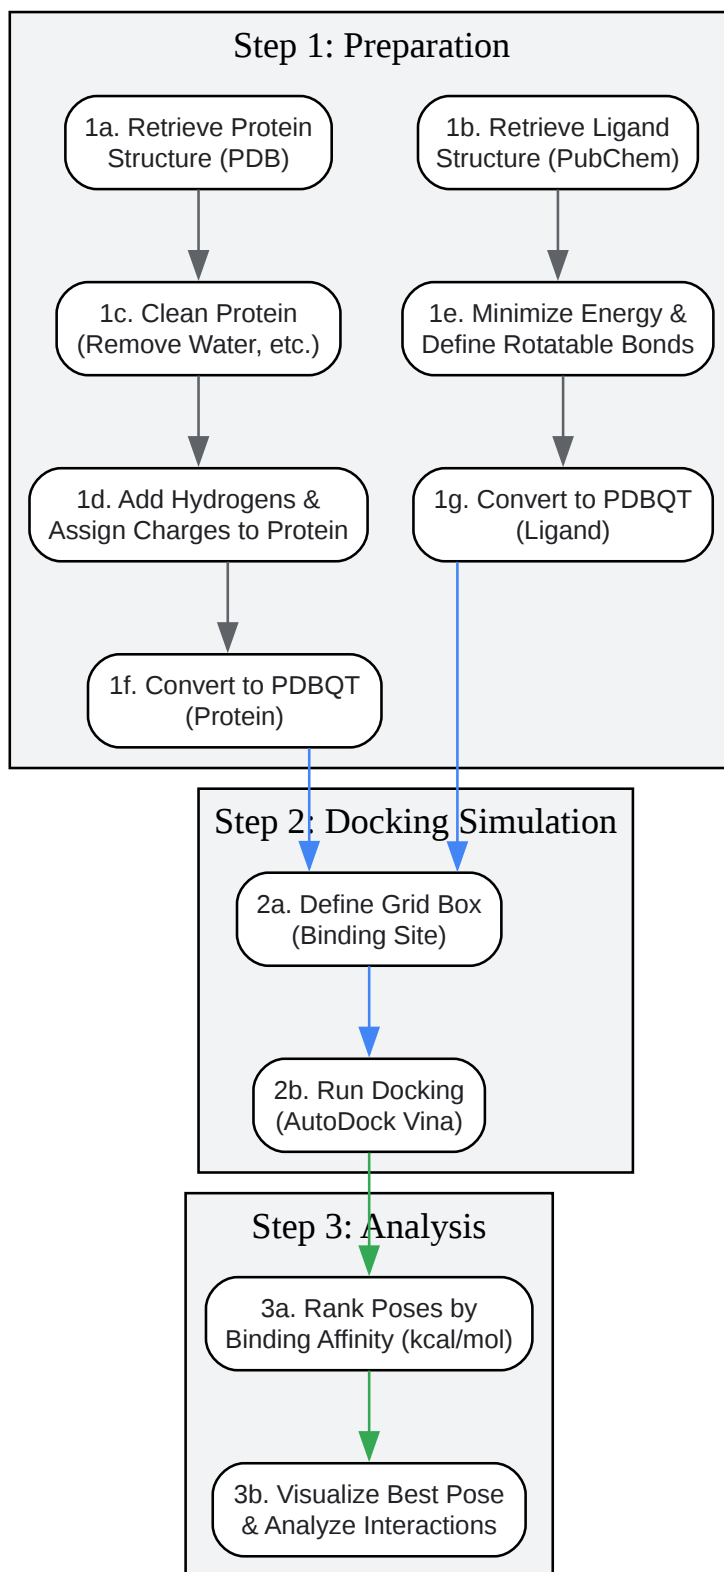 Step 1: Preparation
1a. Retrieve Protein
Structure (PDB)
1b. Retrieve Ligand
Structure (PubChem)
1c. Clean Protein
(Remove Water, etc.)
1e. Minimize Energy &
Define Rotatable Bonds
1d. Add Hydrogens &
Assign Charges to Protein
1g. Convert to PDBQT
(Ligand)
1f. Convert to PDBQT
(Protein)
Step 2: Docking Simulation
2a. Define Grid Box
(Binding Site)
2b. Run Docking
(AutoDock Vina)
Step 3: Analysis
3a. Rank Poses by
Binding Affinity (kcal/mol)
3b. Visualize Best Pose
& Analyze Interactions